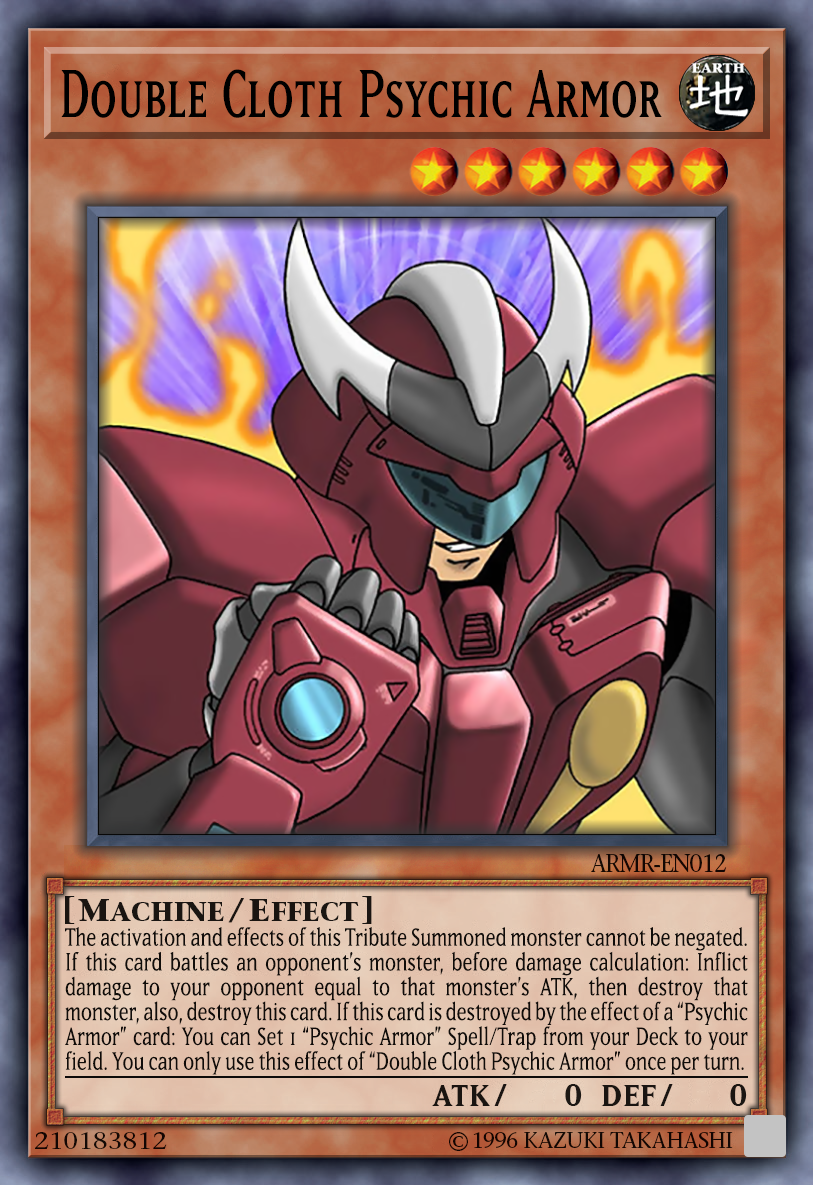 DOUBLE CLOTH PSYCHIC ARMOR
EARTH
地
ARMR-EN012
[MACHINE/EFFECT]
The activation and effects of this Tribute Summoned monster cannot be negated.
If this card battles an opponent's monster, before damage calculation: Inflict
damage to your opponent equal to that monster's ATK, then destroy that
monster, also, destroy this card. If this card is destroyed by the effect of a “Psychic
Armor” card: You can Set 1 “Psychic Armor” Spell/Trap from your Deck to your
field. You can only use this effect of “Double Cloth Psychic Armor” once per turn.
ATK/ 0 DEF/ 0
210183812
© 1996 KAZUKI TAKAHASHI